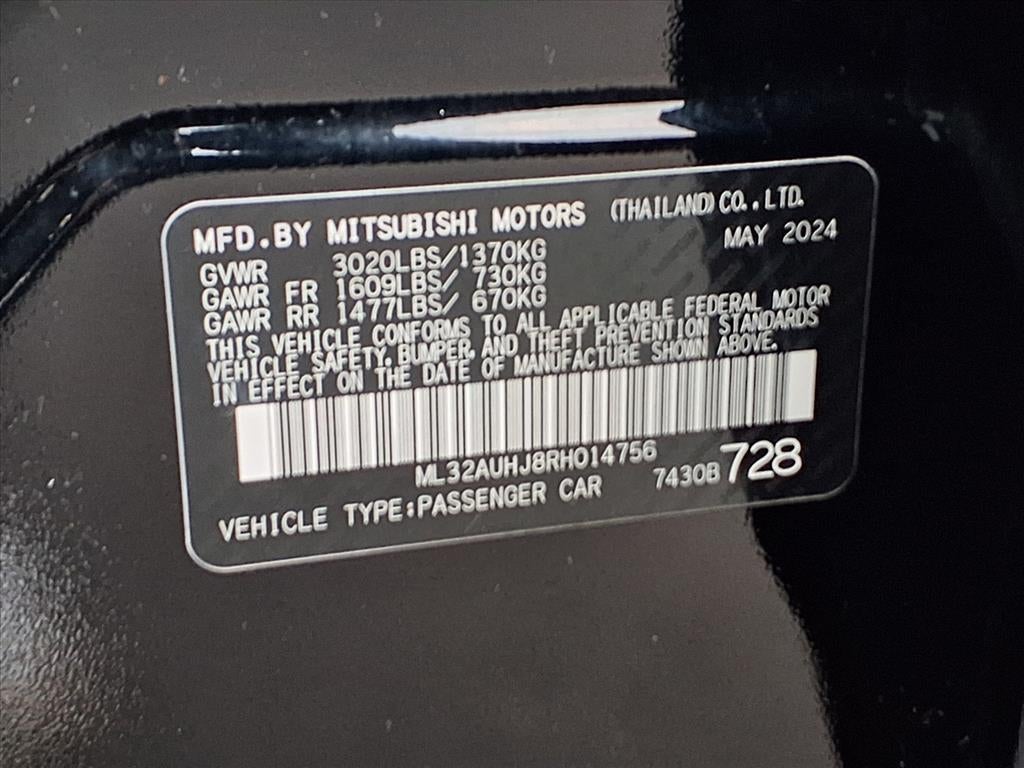 MFD. BY MITSUBISHI MOTORS (THAILAND) CO., LTD.
MAY 2024
GVWR 3020LBS/1370KG
GAWR FR 1609LBS/ 730KG
GAWR RR 1477LBS/ 670KG
THIS VEHICLE CONFORMS TO ALL APPLICABLE FEDERAL MOTOR
VEHICLE SAFETY, BUMPER, AND THEFT PREVENTION STANDARDS
IN EFFECT ON THE DATE OF MANUFACTURE SHOWN ABOVE.
ML32AUHJ8RH014756
VEHICLE TYPE:PASSENGER CAR 7430B728